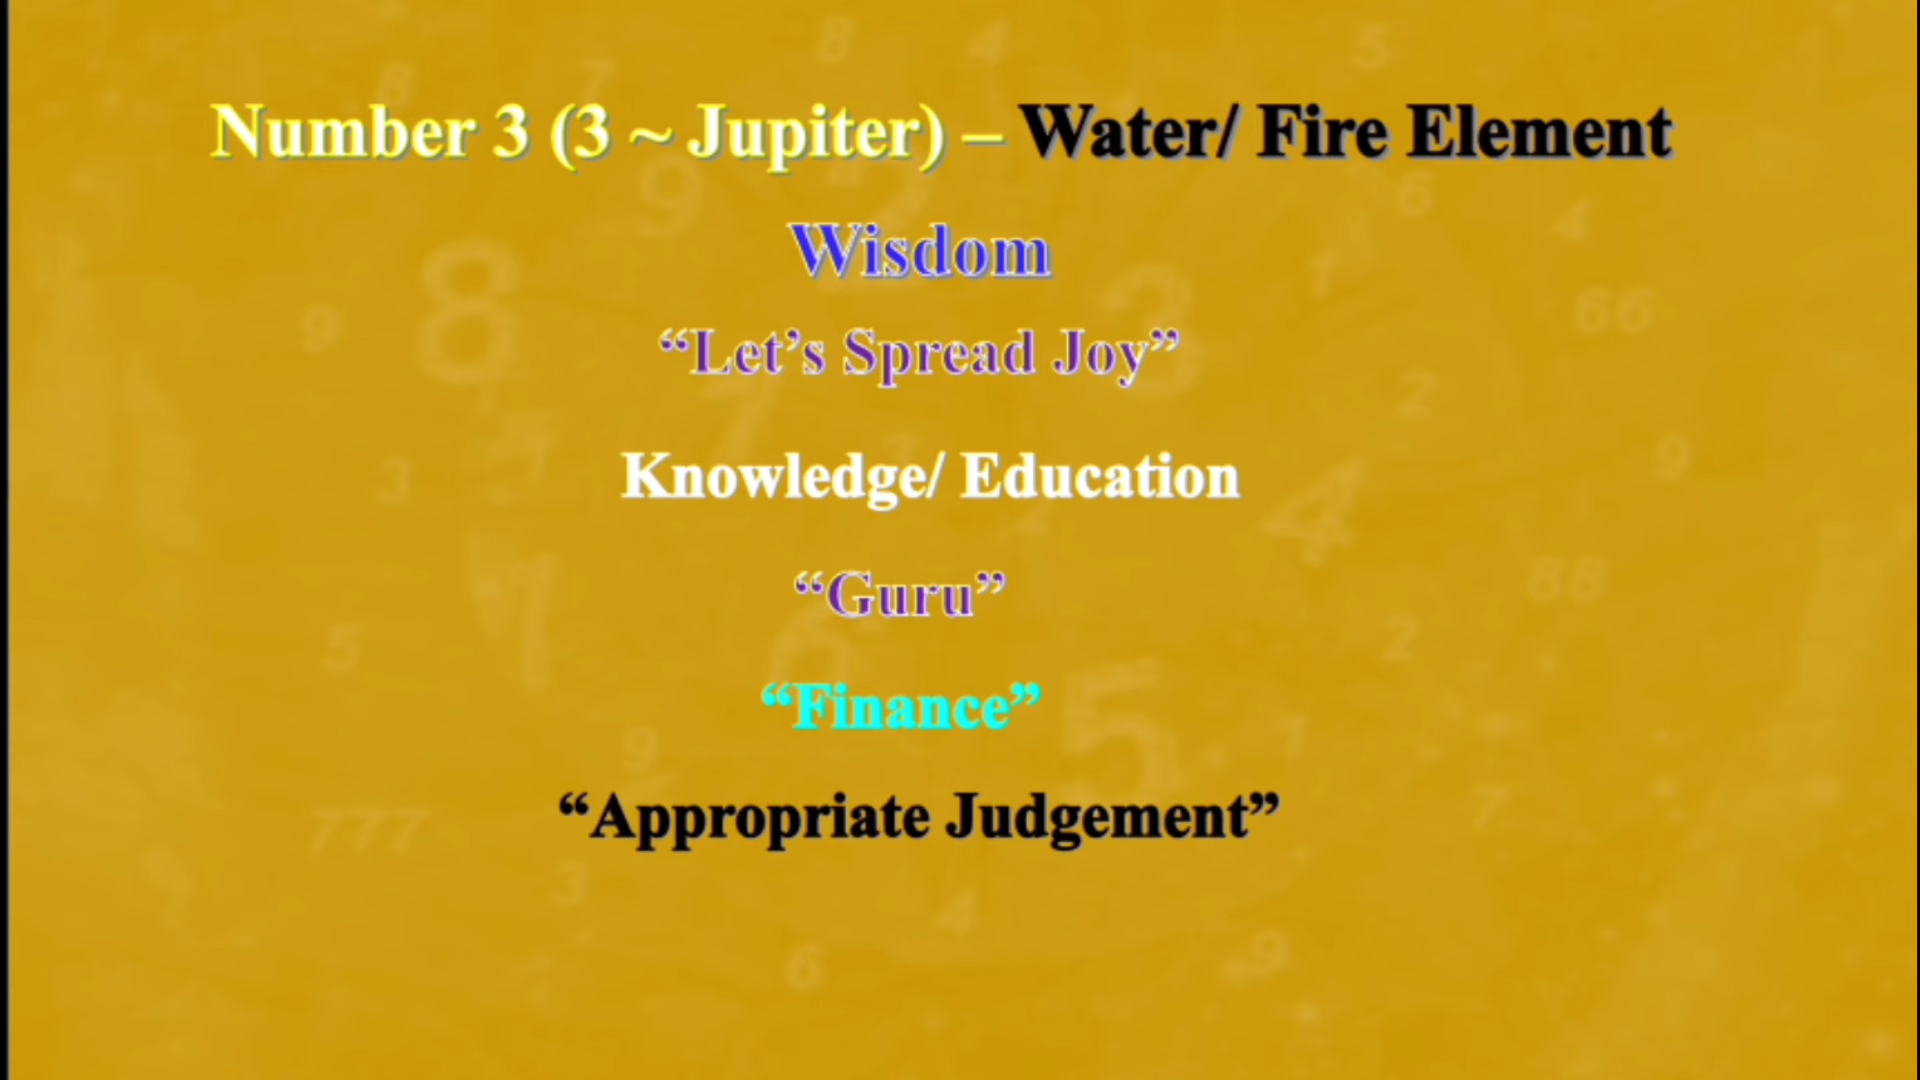 Number 3 (3 ~ Jupiter) – Water/ Fire Element
Wisdom
“Let’s Spread Joy”
Knowledge/ Education
“Guru”
“Finance”
“Appropriate Judgement”